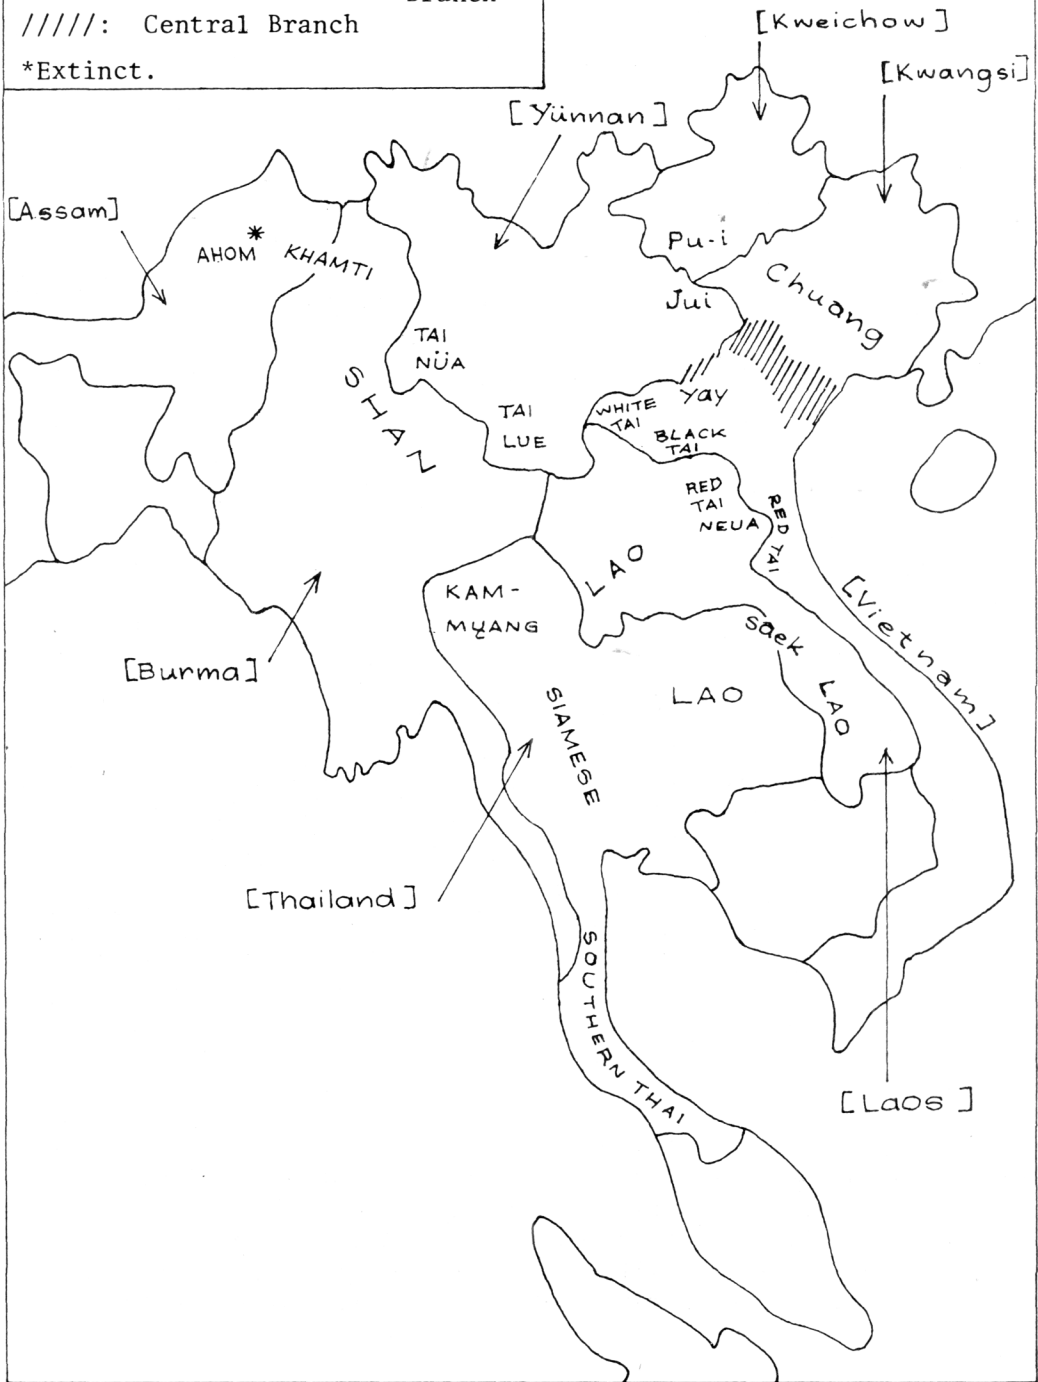 Branch
/////: Central Branch
*Extinct.
[Kweichow]
[Kwangsi]
[Yünnan]
[Assam]
AHOM*
KHAMTI
Pu-i
Jui
Chuang
TAI
NÜA
SHAN
TAI
LUE
WHITE
TAI
Yay
BLACK
TAI
RED
TAI
NEUA
RED TAI
LAO
KAM-
MŲANG
[Vietnam]
Saek
[Burma]
LAO
LAO
SIAMESE
[Thailand]
SOUTHERN THAI
[Laos]